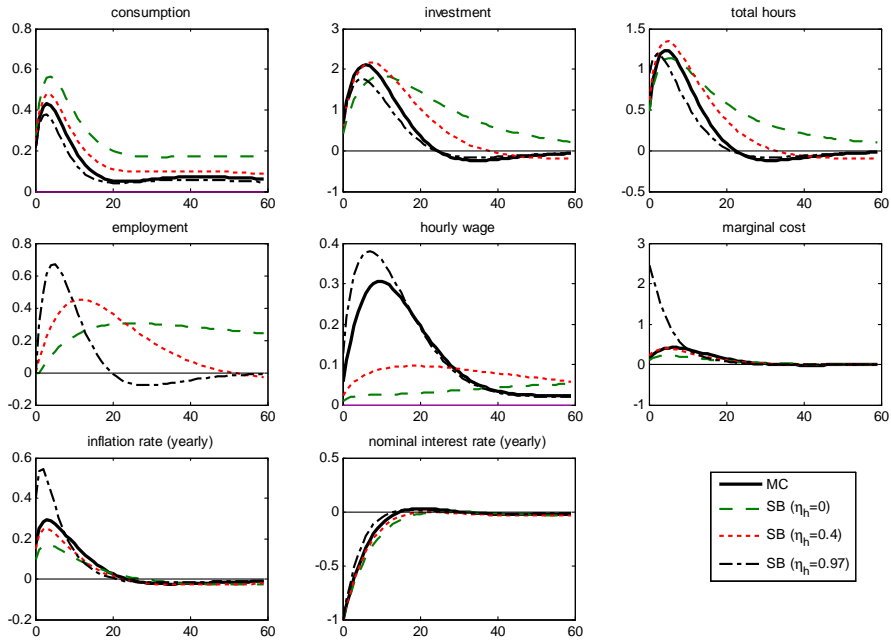 consumption
0.8
0.6
0.4
0.2
0
0 20 40 60
investment
3
2
1
0
-1
0 20 40 60
total hours
1.5
1
0.5
0
-0.5
0 20 40 60
employment
0.8
0.6
0.4
0.2
0
-0.2
0 20 40 60
hourly wage
0.4
0.3
0.2
0.1
0
0 20 40 60
marginal cost
4
3
2
1
0
-1
0 20 40 60
inflation rate (yearly)
0.6
0.4
0.2
0
-0.2
0 20 40 60
nominal interest rate (yearly)
0.5
0
-0.5
-1
0 20 40 60
MC
SB (ηh=0)
SB (ηh=0.4)
SB (ηh=0.97)